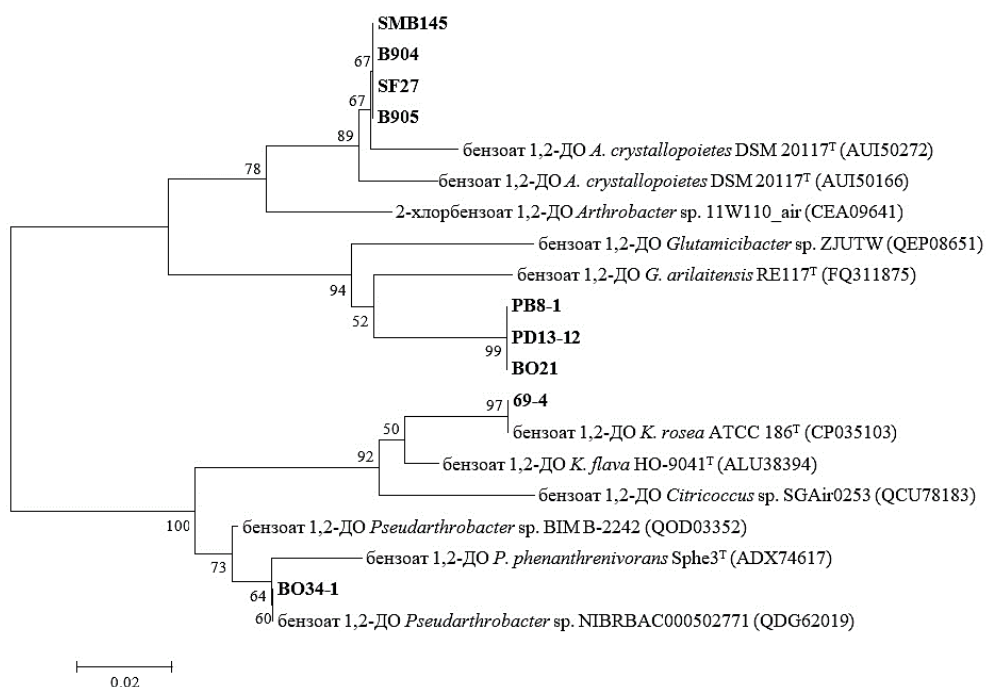 SMB145
67
B904
SF27
67
B905
89
бензоат 1,2-ДО A. crystallopoietes DSM 20117ᵀ (AUI50272)
78
бензоат 1,2-ДО A. crystallopoietes DSM 20117ᵀ (AUI50166)
2-хлорбензоат 1,2-ДО Arthrobacter sp. 11W110_air (CEA09641)
бензоат 1,2-ДО Glutamicibacter sp. ZJUTW (QEP08651)
бензоат 1,2-ДО G. arilaitensis RE117ᵀ (FQ311875)
94
PB8-1
52
PD13-12
99
BO21
69-4
97
50
бензоат 1,2-ДО K. rosea ATCC 186ᵀ (CP035103)
92
бензоат 1,2-ДО K. flava HO-9041ᵀ (ALU38394)
бензоат 1,2-ДО Citricoccus sp. SGAir0253 (QCU78183)
100
бензоат 1,2-ДО Pseudarthrobacter sp. BIM B-2242 (QOD03352)
73
бензоат 1,2-ДО P. phenanthrenivorans Sphe3ᵀ (ADX74617)
64
BO34-1
60
бензоат 1,2-ДО Pseudarthrobacter sp. NIBRBAC000502771 (QDG62019)
0.02